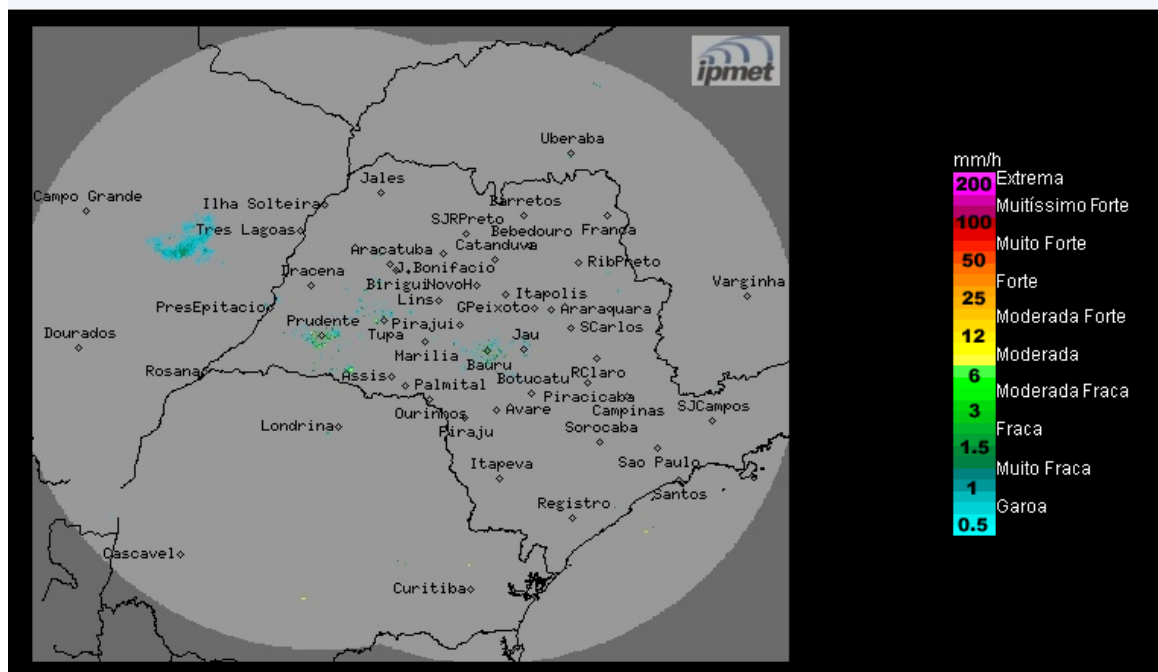 ipmet
Uberaba
Campo Grande
Jales
Ilha Solteira
Barretos
SJRPreto
Franca
Tres Lagoas
Bebedouro
Catanduva
Aracatuba
J.Bonifacio
RibPreto
Dracena
Birigui
NovoH
Varginha
Itapolis
Lins
PresEpitacio
GPeixoto
Araraquara
Prudente
Pirajui
SCarlos
Dourados
Tupa
Jau
Marilia
Bauru
Rosana
Assis
Botucatu
RClaro
Palmital
Piracicaba
Ourinhos
Avare
Campinas
SJCampos
Londrina
Piraju
Sorocaba
Itapeva
Sao Paulo
Santos
Registro
Cascavel
Curitiba
mm/h
200 Extrema
Muitíssimo Forte
100
Muito Forte
50
Forte
25
Moderada Forte
12
Moderada
6
Moderada Fraca
3
Fraca
1.5
Muito Fraca
1
Garoa
0.5